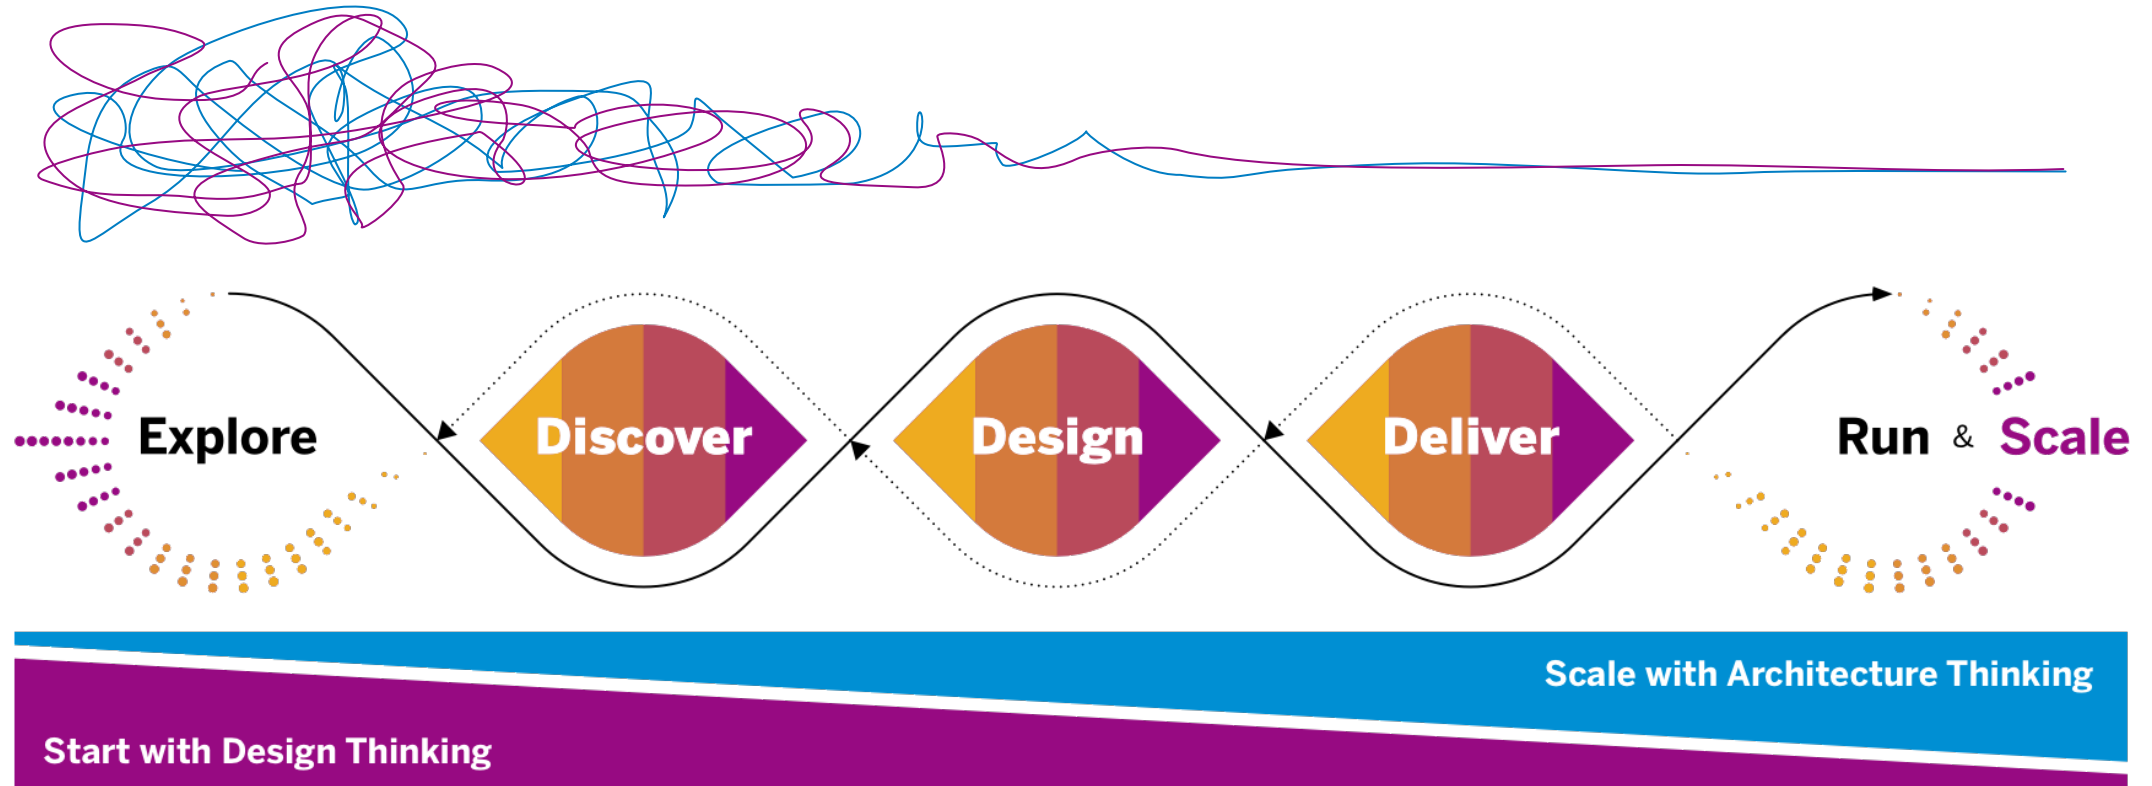 Explore
Discover
Design
Deliver
Run & Scale
Scale with Architecture Thinking
Start with Design Thinking